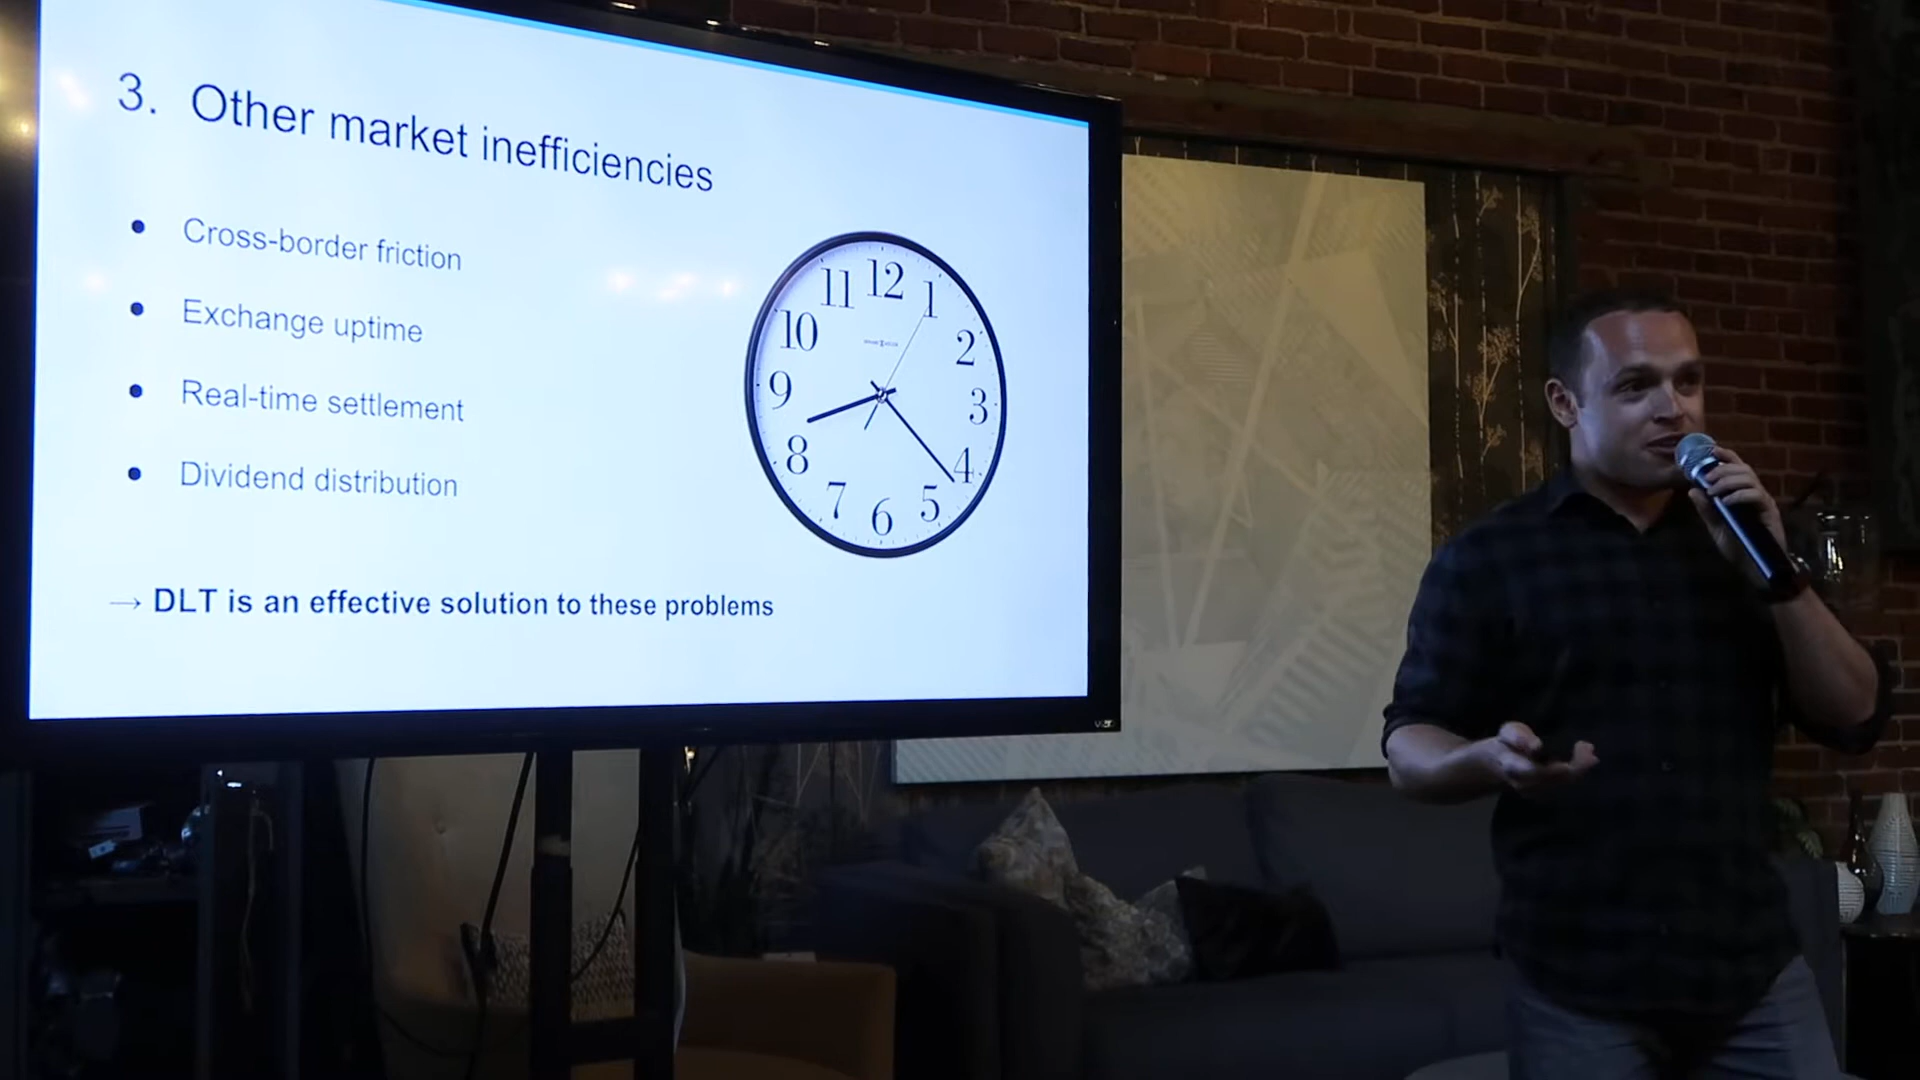 3. Other market inefficiencies
● Cross-border friction
● Exchange uptime
● Real-time settlement
● Dividend distribution
→ DLT is an effective solution to these problems
12
11
1
10
2
9
3
8
4
7
5
6